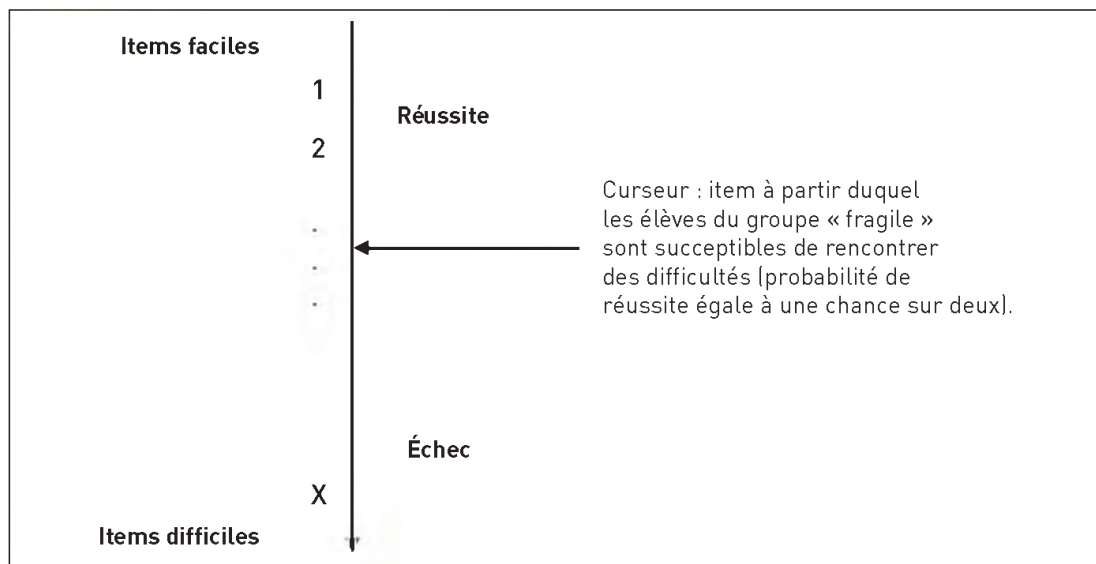 Items faciles
1
Réussite
2
Curseur : item à partir duquel
les élèves du groupe « fragile »
.
sont succeptibles de rencontrer
.
des difficultés (probabilité de
.
réussite égale à une chance sur deux).
Échec
X
Items difficiles